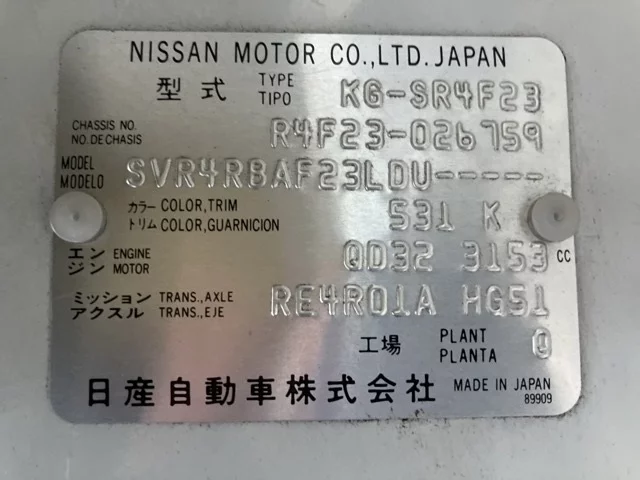 NISSAN MOTOR CO.,LTD. JAPAN
型式 TYPE TIPO KG-SR4F23
CHASSIS NO. NO. DE CHASIS R4F23-026759
MODEL MODELO SVR4RBAF23LDU-----
カラー COLOR, TRIM トリム COLOR, GUARNICION 531 K
エンジン ENGINE MOTOR QD32 3153 CC
ミッション TRANS., AXLE アクスル TRANS., EJE RE4R01A HG51
工場 PLANT PLANTA Q
日産自動車株式会社 MADE IN JAPAN
89909